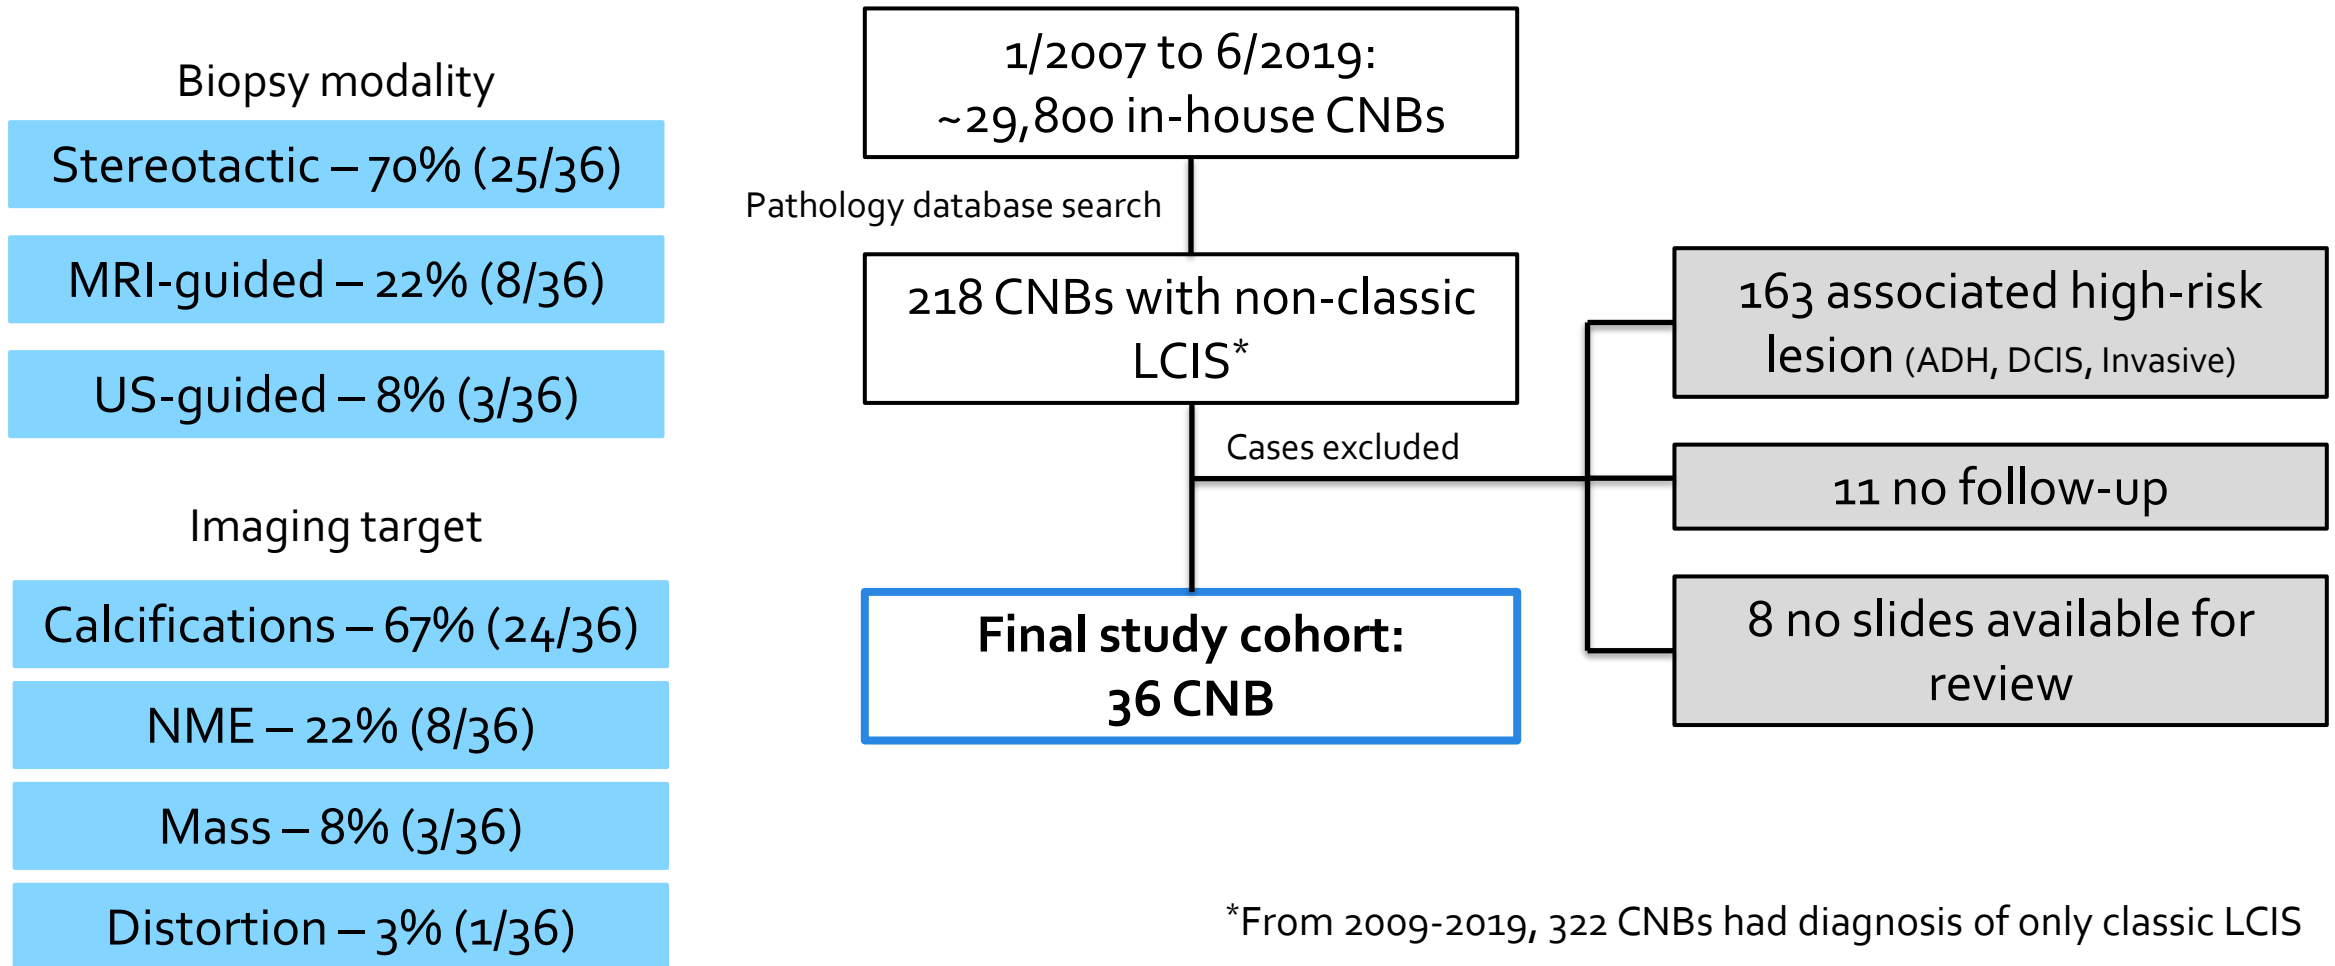 Biopsy modality
Stereotactic – 70% (25/36)
MRI-guided – 22% (8/36)
US-guided – 8% (3/36)
Imaging target
Calcifications – 67% (24/36)
NME – 22% (8/36)
Mass – 8% (3/36)
Distortion – 3% (1/36)
1/2007 to 6/2019:
~29,800 in-house CNBs
Pathology database search
218 CNBs with non-classic
LCIS*
Cases excluded
163 associated high-risk
lesion (ADH, DCIS, Invasive)
11 no follow-up
8 no slides available for
review
Final study cohort:
36 CNB
*From 2009-2019, 322 CNBs had diagnosis of only classic LCIS